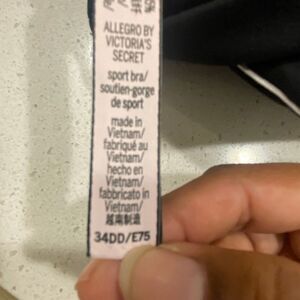 ALLEGRO BY
VICTORIA'S
SECRET
sport bra/
soutien-gorge
de sport
made in
Vietnam/
fabriqué au
Vietnam/
hecho en
Vietnam/
fabbricato in
Vietnam/
越南制造
34DD/E75